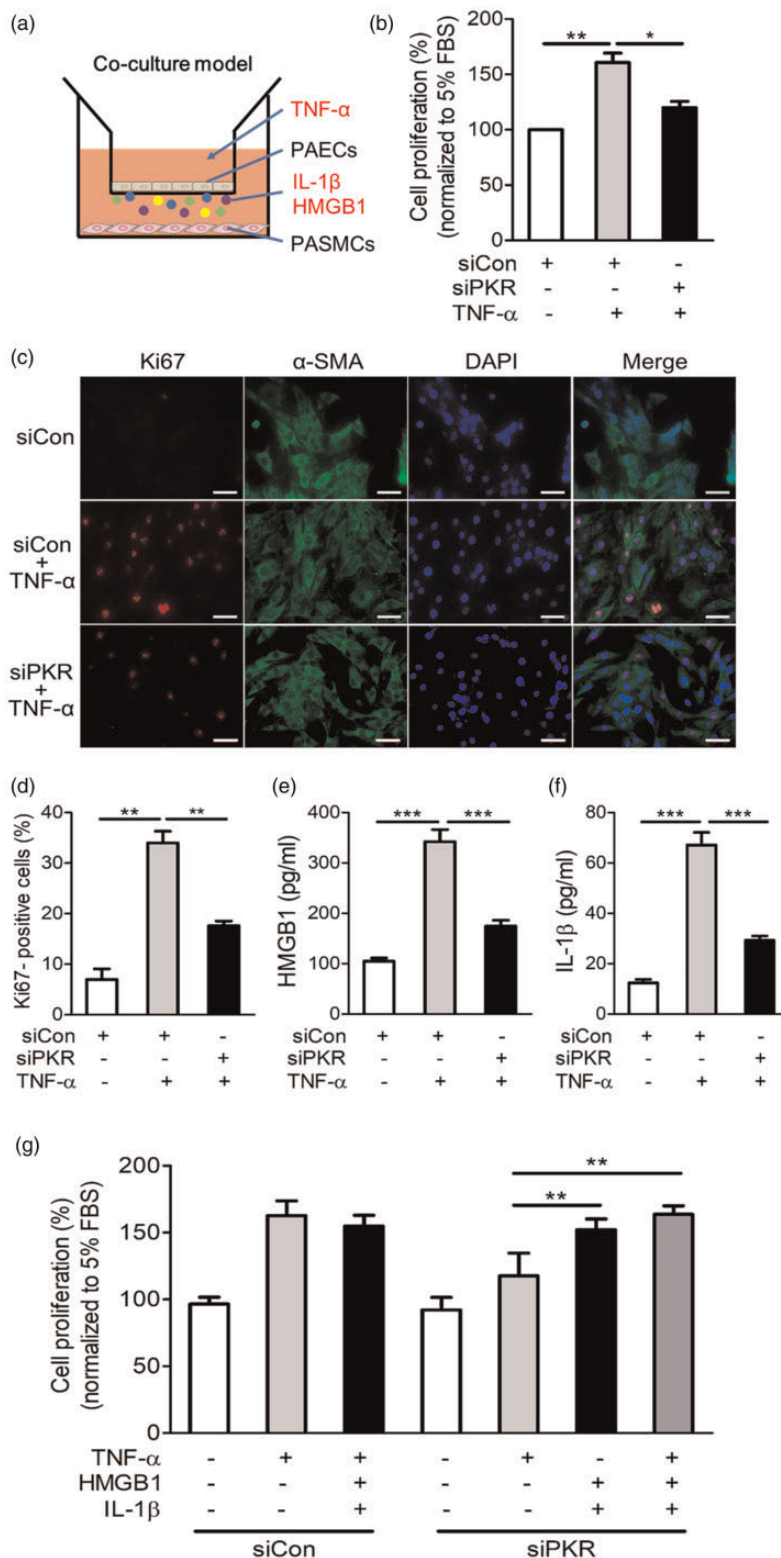 (a)
Co-culture model
TNF-α
PAECs
IL-1β
HMGB1
PASMCs
(b)
Cell proliferation (%)
(normalized to 5% FBS)
200
150
100
50
0
** *
siCon + + -
siPKR - - +
TNF-α - + +
(c)
Ki67 α-SMA DAPI Merge
siCon
siCon
+
TNF-α
siPKR
+
TNF-α
(d)
Ki67- positive cells (%)
40
30
20
10
0
** **
siCon + + -
siPKR - - +
TNF-α - + +
(e)
HMGB1 (pg/ml)
400
300
200
100
0
*** ***
siCon + + -
siPKR - - +
TNF-α - + +
(f)
IL-1β (pg/ml)
80
60
40
20
0
*** ***
siCon + + -
siPKR - - +
TNF-α - + +
(g)
Cell proliferation (%)
(normalized to 5% FBS)
200
150
100
50
0
**
**
TNF-α - + + - + - +
HMGB1 - - + - - + +
IL-1β - - + - - + +
siCon siPKR